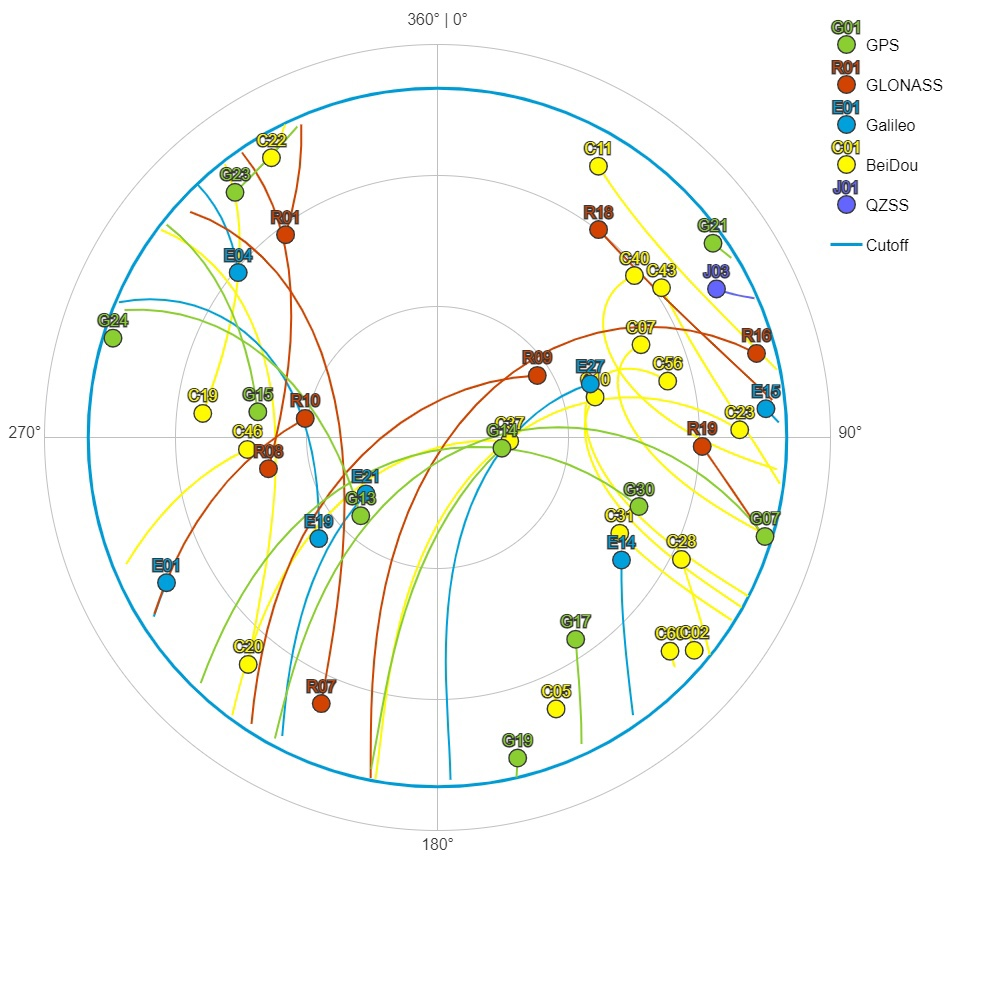 360° | 0°
G01
GPS
R01
GLONASS
E01
Galileo
C01
BeiDou
J01
QZSS
Cutoff
C22
C11
G23
R01
R18
G21
E04
C40
C43
J03
G24
C07
R16
R09
E27
C56
C19
G15
R10
E15
C23
270°
C46
R08
C37
G14
R19
90°
E21
G13
G30
E19
C31
G07
E14
C28
E01
C20
G17
C60
C02
R07
C05
G19
180°